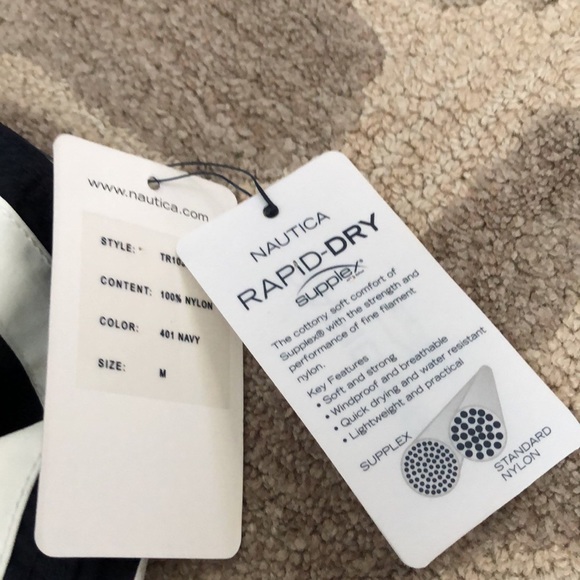 www.nautica.com
STYLE:
CONTENT: 100% NYLON
COLOR: 401 NAVY
SIZE: M
NAUTICA
RAPID-DRY
supplex
The cottony soft comfort of
Supplex® with the strength and
performance of fine filament
nylon.
Key Features
• Soft and strong
• Windproof and breathable
• Quick drying and water resistant
• Lightweight and practical
SUPPLEX
STANDARD
NYLON